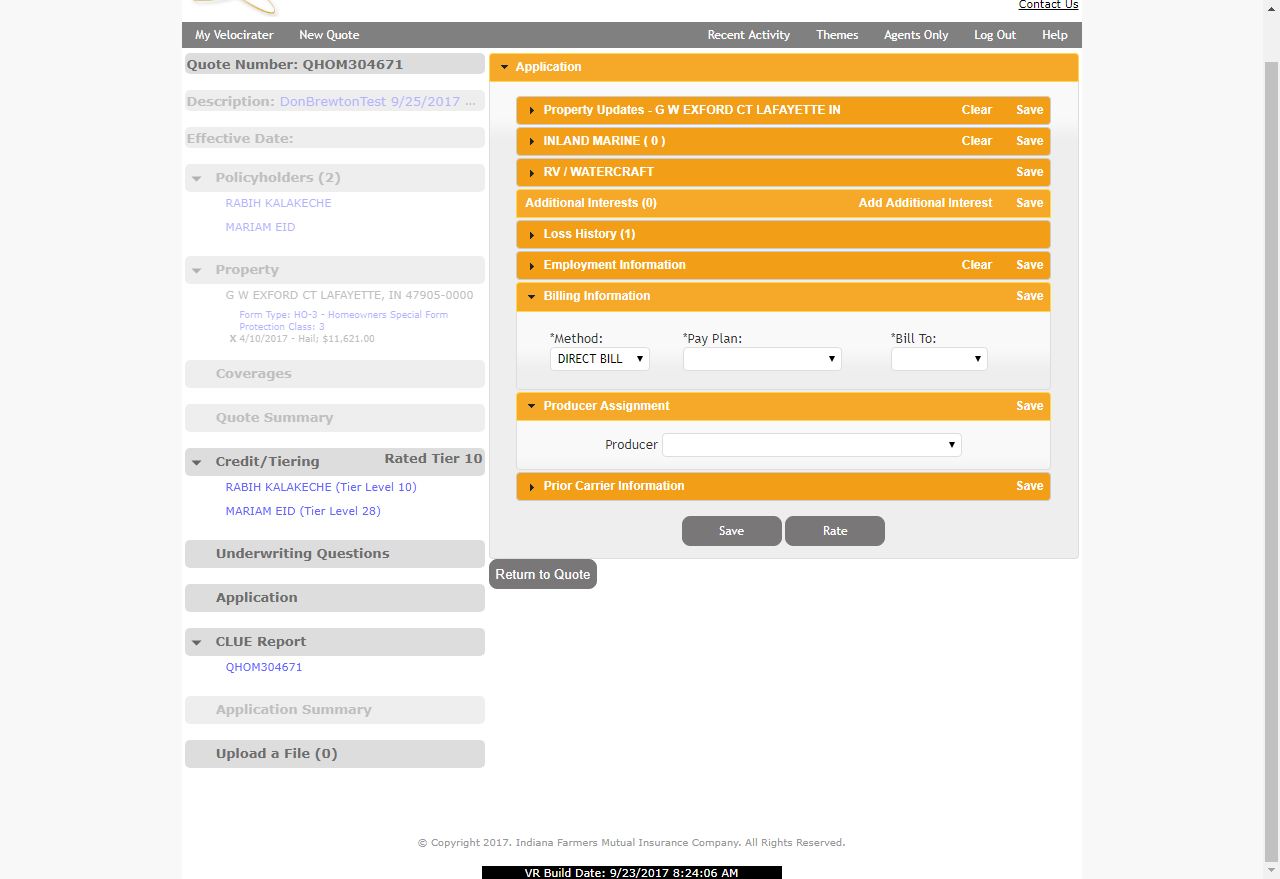 Contact Us
My Velocirater New Quote Recent Activity Themes Agents Only Log Out Help
Quote Number: QHOM304671
Description: DonBrewtonTest 9/25/2017 ...
Effective Date:
Policyholders (2)
RABIH KALAKECHE
MARIAM EID
Property
G W EXFORD CT LAFAYETTE, IN 47905-0000
Form Type: HO-3 - Homeowners Special Form
Protection Class: 3
X 4/10/2017 - Hail; $11,621.00
Coverages
Quote Summary
Credit/Tiering Rated Tier 10
RABIH KALAKECHE (Tier Level 10)
MARIAM EID (Tier Level 28)
Underwriting Questions
Application
CLUE Report
QHOM304671
Application Summary
Upload a File (0)
Application
Property Updates - G W EXFORD CT LAFAYETTE IN Clear Save
INLAND MARINE ( 0 ) Clear Save
RV / WATERCRAFT Save
Additional Interests (0) Add Additional Interest Save
Loss History (1)
Employment Information Clear Save
Billing Information Save
*Method: *Pay Plan: *Bill To:
DIRECT BILL
Producer Assignment Save
Producer
Prior Carrier Information Save
Save Rate
Return to Quote
© Copyright 2017. Indiana Farmers Mutual Insurance Company. All Rights Reserved.
VR Build Date: 9/23/2017 8:24:06 AM